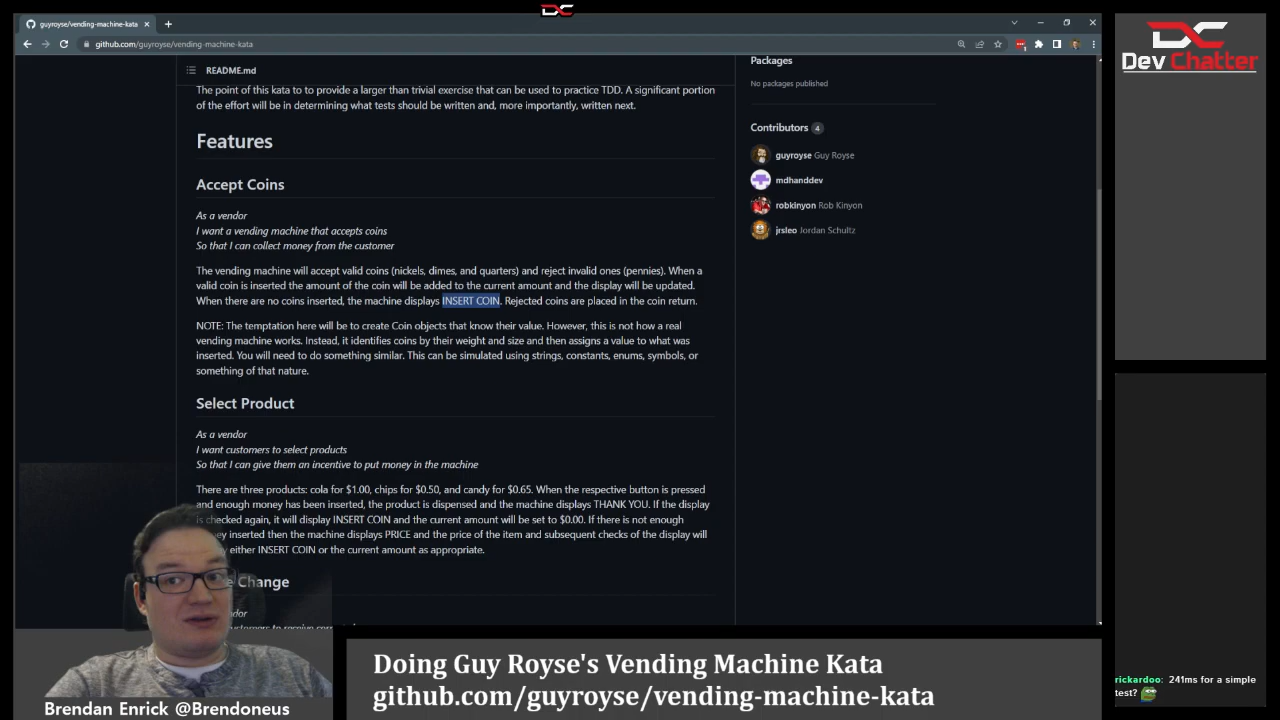 DC
guyroyse/vending-machine-kata
github.com/guyroyse/vending-machine-kata
README.md
The point of this kata to to provide a larger than trivial exercise that can be used to practice TDD. A significant portion
of the effort will be in determining what tests should be written and, more importantly, written next.
Features
Accept Coins
As a vendor
I want a vending machine that accepts coins
So that I can collect money from the customer
The vending machine will accept valid coins (nickels, dimes, and quarters) and reject invalid ones (pennies). When a
valid coin is inserted the amount of the coin will be added to the current amount and the display will be updated.
When there are no coins inserted, the machine displays INSERT COIN. Rejected coins are placed in the coin return.
NOTE: The temptation here will be to create Coin objects that know their value. However, this is not how a real
vending machine works. Instead, it identifies coins by their weight and size and then assigns a value to what was
inserted. You will need to do something similar. This can be simulated using strings, constants, enums, symbols, or
something of that nature.
Select Product
As a vendor
I want customers to select products
So that I can give them an incentive to put money in the machine
There are three products: cola for $1.00, chips for $0.50, and candy for $0.65. When the respective button is pressed
and enough money has been inserted, the product is dispensed and the machine displays THANK YOU. If the display
is checked again, it will display INSERT COIN and the current amount will be set to $0.00. If there is not enough
inserted then the machine displays PRICE and the price of the item and subsequent checks of the display will
either INSERT COIN or the current amount as appropriate.
Change
Packages
No packages published
Contributors 4
guyroyse Guy Royse
mdhanddev
robkinyon Rob Kinyon
jrsleo Jordan Schultz
DC
Dev Chatter
rickardoo: 241ms for a simple
test?
Doing Guy Royse's Vending Machine Kata
github.com/guyroyse/vending-machine-kata
Brendan Enrick @Brendoneus